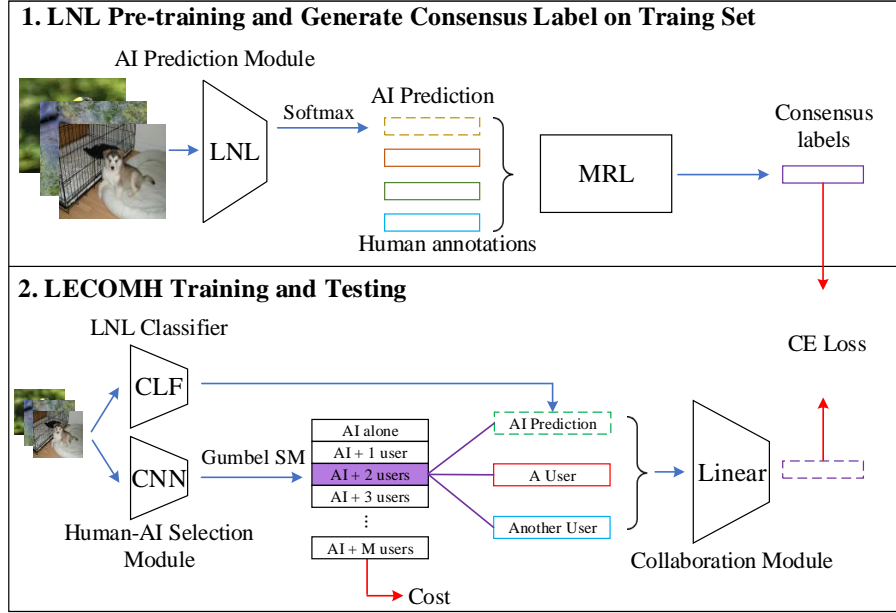 1. LNL Pre-training and Generate Consensus Label on Traing Set
AI Prediction Module
Softmax
AI Prediction
LNL
Human annotations
MRL
Consensus
labels
2. LECOMH Training and Testing
LNL Classifier
CLF
CNN
Human-AI Selection
Module
Gumbel SM
AI alone
AI + 1 user
AI + 2 users
AI + 3 users
⋮
AI + M users
Cost
AI Prediction
A User
Another User
Linear
Collaboration Module
CE Loss